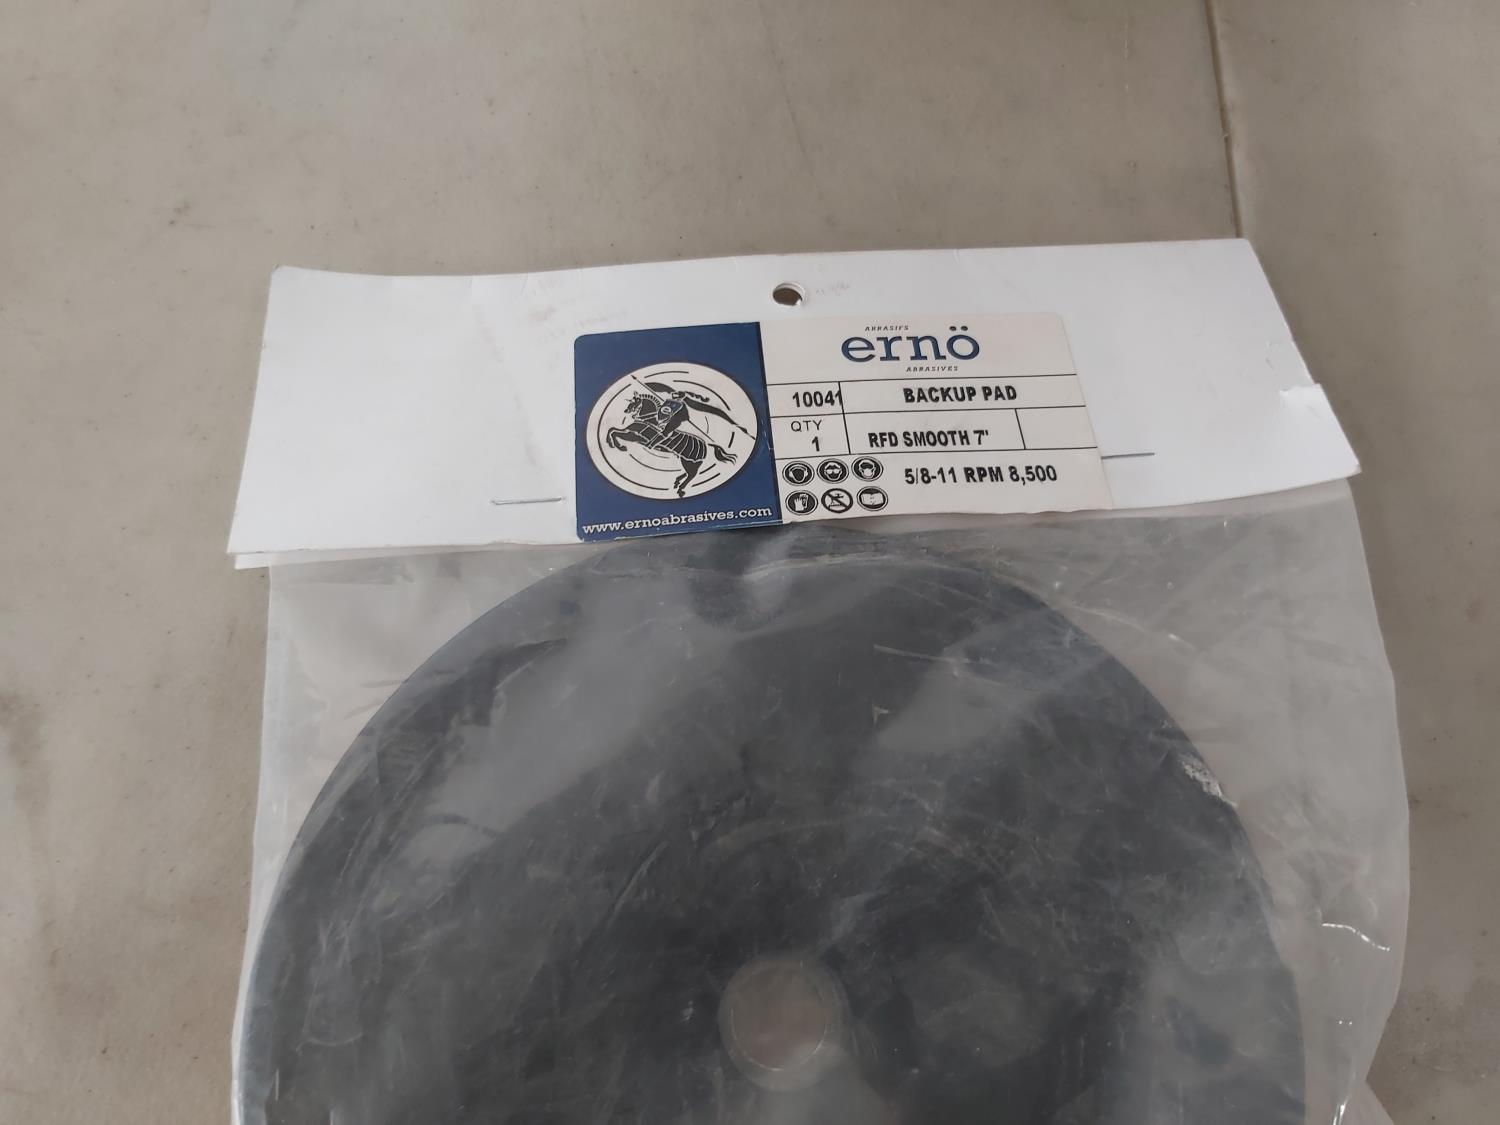 ABRASIFS
ernö
ABRASIVES
10041
BACKUP PAD
QTY
1
RFD SMOOTH 7'
5/8-11 RPM 8,500
www.ernoabrasives.com